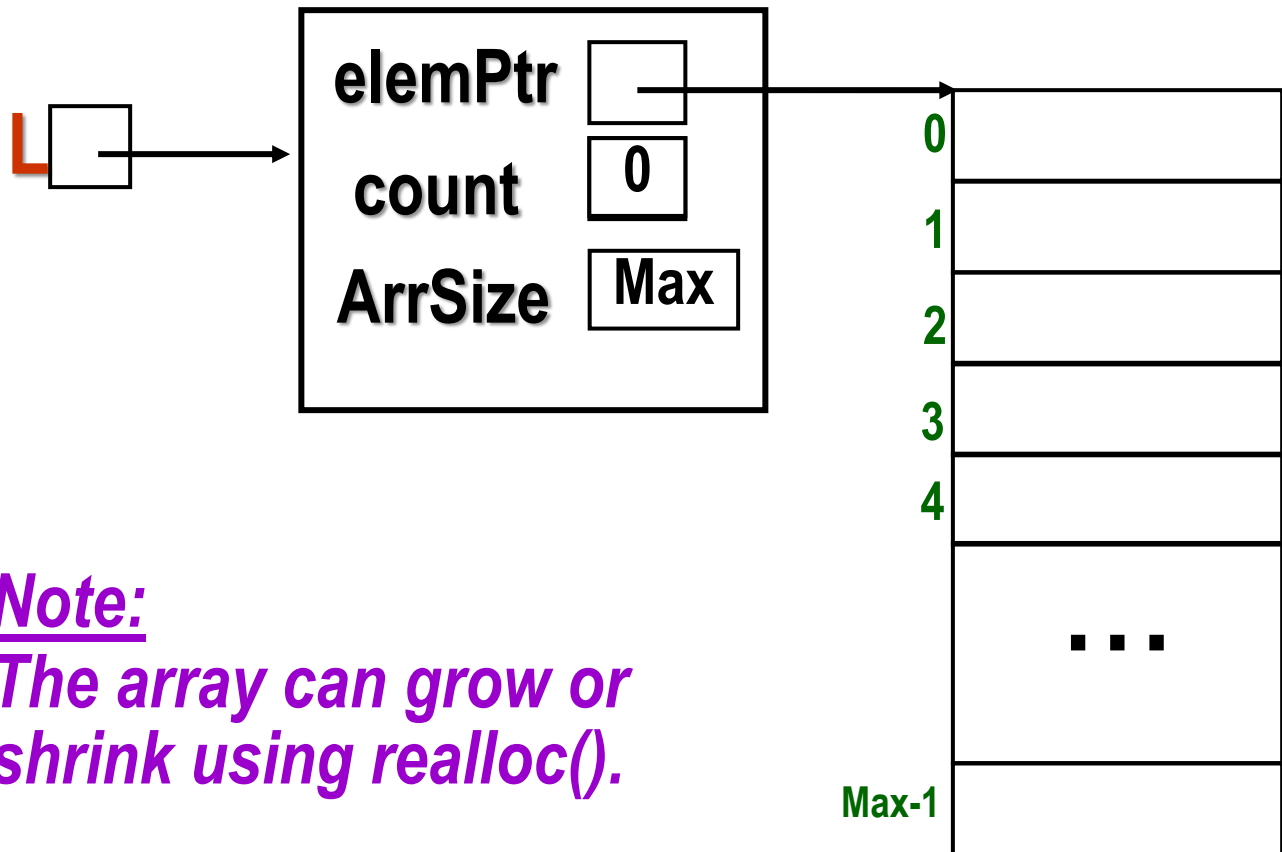 L
elemPtr
count 0
ArrSize Max
0
1
2
3
4
...
Max-1
Note:
The array can grow or
shrink using realloc().